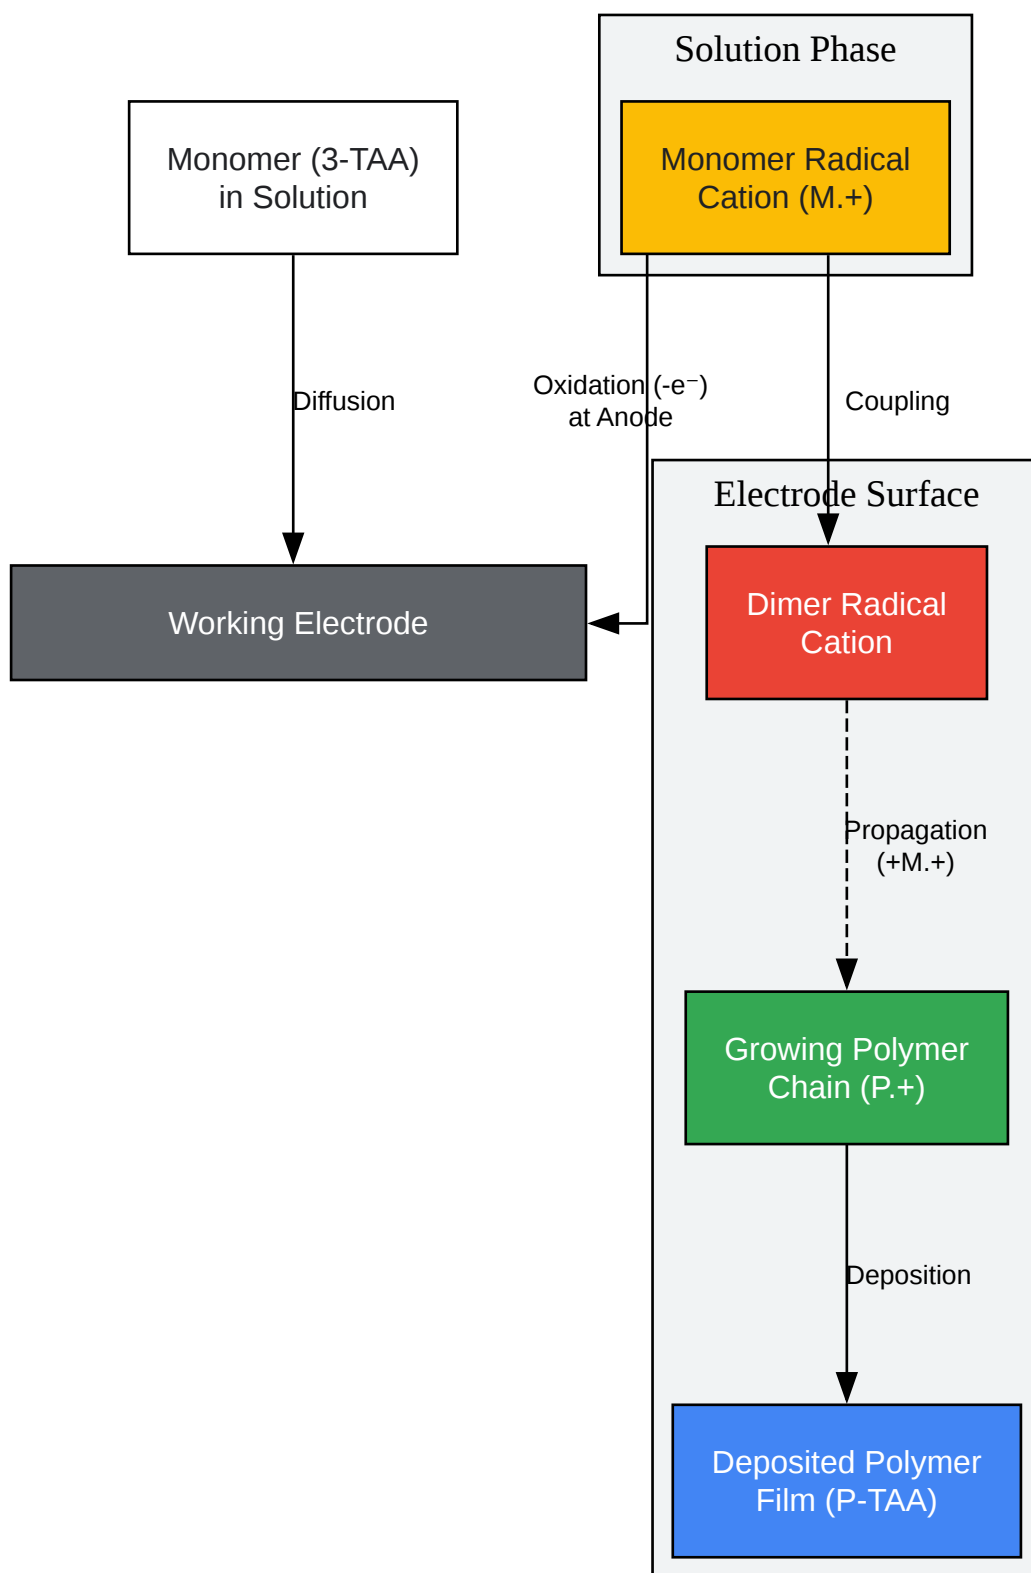 Solution Phase
Monomer (3-TAA)
in Solution
Monomer Radical
Cation (M.+)
Diffusion
Oxidation (-e⁻)
at Anode
Coupling
Electrode Surface
Working Electrode
Dimer Radical
Cation
Propagation
(+M.+)
Growing Polymer
Chain (P.+)
Deposition
Deposited Polymer
Film (P-TAA)